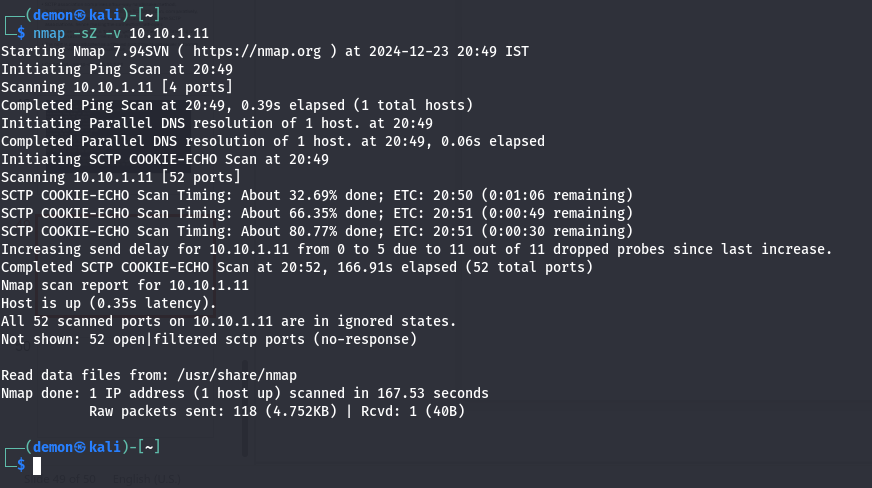 (demon㉿kali)-[~]
$ nmap -sZ -v 10.10.1.11
Starting Nmap 7.94SVN ( https://nmap.org ) at 2024-12-23 20:49 IST
Initiating Ping Scan at 20:49
Scanning 10.10.1.11 [4 ports]
Completed Ping Scan at 20:49, 0.39s elapsed (1 total hosts)
Initiating Parallel DNS resolution of 1 host. at 20:49
Completed Parallel DNS resolution of 1 host. at 20:49, 0.06s elapsed
Initiating SCTP COOKIE-ECHO Scan at 20:49
Scanning 10.10.1.11 [52 ports]
SCTP COOKIE-ECHO Scan Timing: About 32.69% done; ETC: 20:50 (0:01:06 remaining)
SCTP COOKIE-ECHO Scan Timing: About 66.35% done; ETC: 20:51 (0:00:49 remaining)
SCTP COOKIE-ECHO Scan Timing: About 80.77% done; ETC: 20:51 (0:00:30 remaining)
Increasing send delay for 10.10.1.11 from 0 to 5 due to 11 out of 11 dropped probes since last increase.
Completed SCTP COOKIE-ECHO Scan at 20:52, 166.91s elapsed (52 total ports)
Nmap scan report for 10.10.1.11
Host is up (0.35s latency).
All 52 scanned ports on 10.10.1.11 are in ignored states.
Not shown: 52 open|filtered sctp ports (no-response)
Read data files from: /usr/share/nmap
Nmap done: 1 IP address (1 host up) scanned in 167.53 seconds
Raw packets sent: 118 (4.752KB) | Rcvd: 1 (40B)
(demon㉿kali)-[~]
$